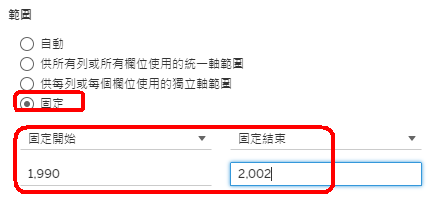 範圍
自動
供所有列或所有欄位使用的統一軸範圍
供每列或每個欄位使用的獨立軸範圍
固定
固定開始 固定結束
1,990 2,002